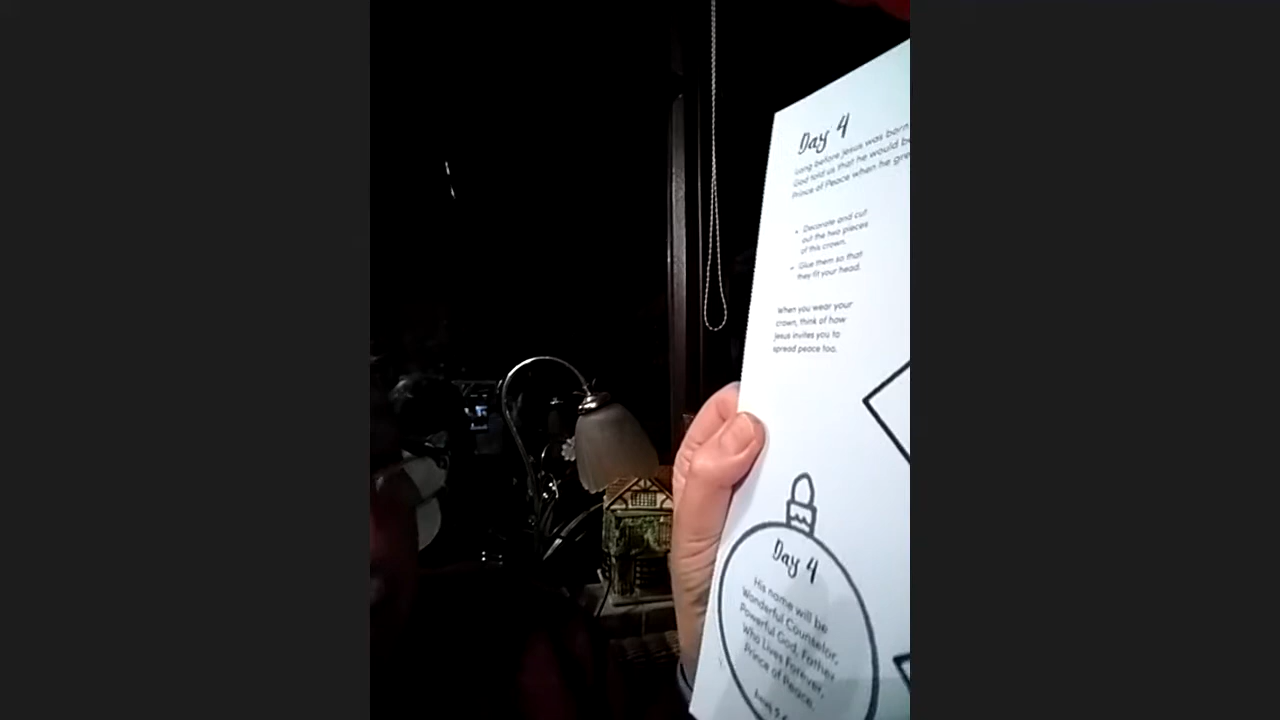 Day 4
Long before Jesus was born
God told us that he would be
Prince of Peace when he
Decorate and cut
out the two pieces
of this crown.
Glue them so that
they fit your head.
When you wear your
crown, think of how
Jesus invites you to
spread peace too.
Day 4
His name will be
Wonderful Counselor,
Powerful God, Father
Who Lives Forever,
Prince of Peace.